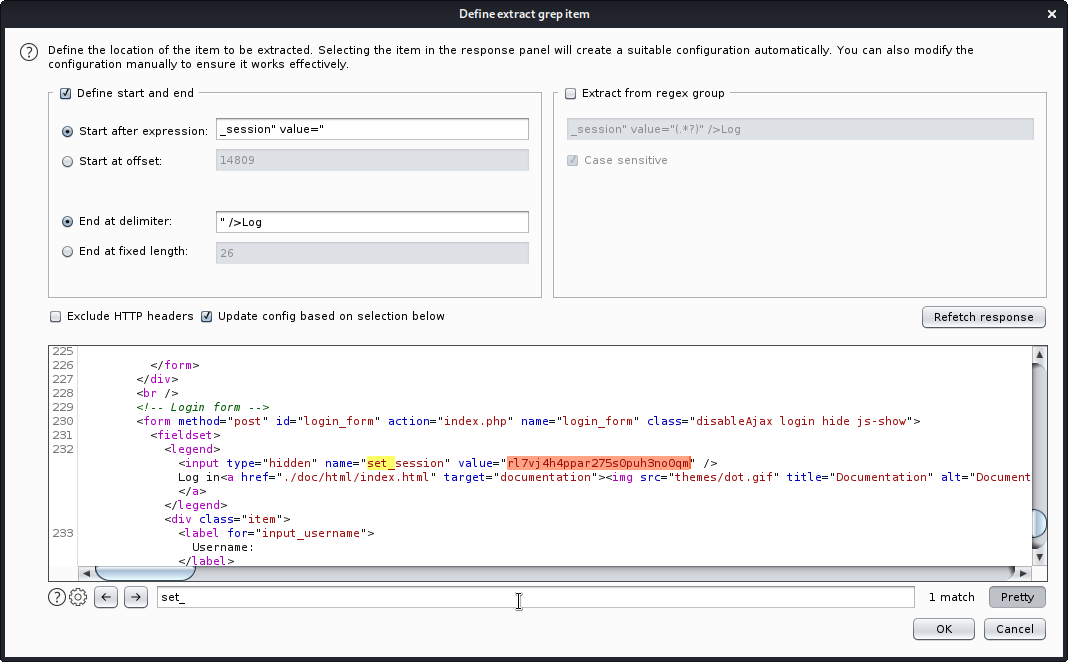 Define extract grep item
Define the location of the item to be extracted. Selecting the item in the response panel will create a suitable configuration automatically. You can also modify the
configuration manually to ensure it works effectively.
Define start and end
Start after expression: _session" value="
Start at offset: 14809
End at delimiter: " />Log
End at fixed length: 26
Extract from regex group
_session" value="(.*?)" />Log
Case sensitive
Exclude HTTP headers Update config based on selection below
Refetch response
225
226 </form>
227 </div>
228 <br />
229 <!-- Login form -->
230 <form method="post" id="login_form" action="index.php" name="login_form" class="disableAjax login hide js-show">
231 <fieldset>
232 <legend>
<input type="hidden" name="set_session" value="rl7vj4h4ppar275s0puh3no0qm" />
Log in<a href="./doc/html/index.html" target="documentation"><img src="themes/dot.gif" title="Documentation" alt="Document
</a>
</legend>
<div class="item">
233 <label for="input_username">
Username:
</label>
set_
1 match
Pretty
OK
Cancel